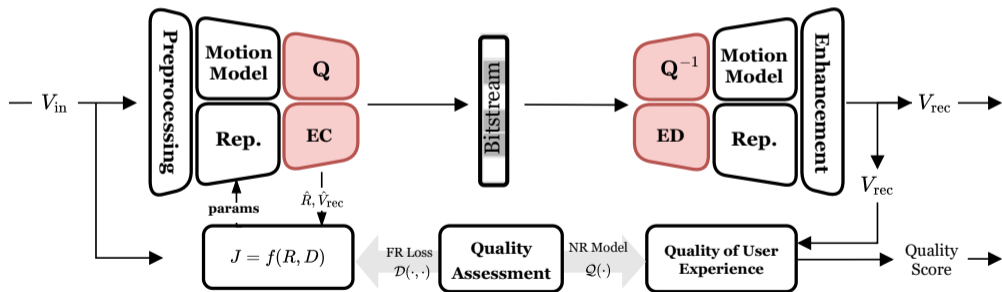 V_in
Preprocessing
Motion
Model
Q
Rep.
EC
Bitstream
Q⁻¹
Motion
Model
ED
Rep.
Enhancement
V_rec
V_rec
params
R̂, V̂_rec
J = f(R, D)
FR Loss
𝒟(·,·)
Quality
Assessment
NR Model
𝒬(·)
Quality of User
Experience
Quality
Score